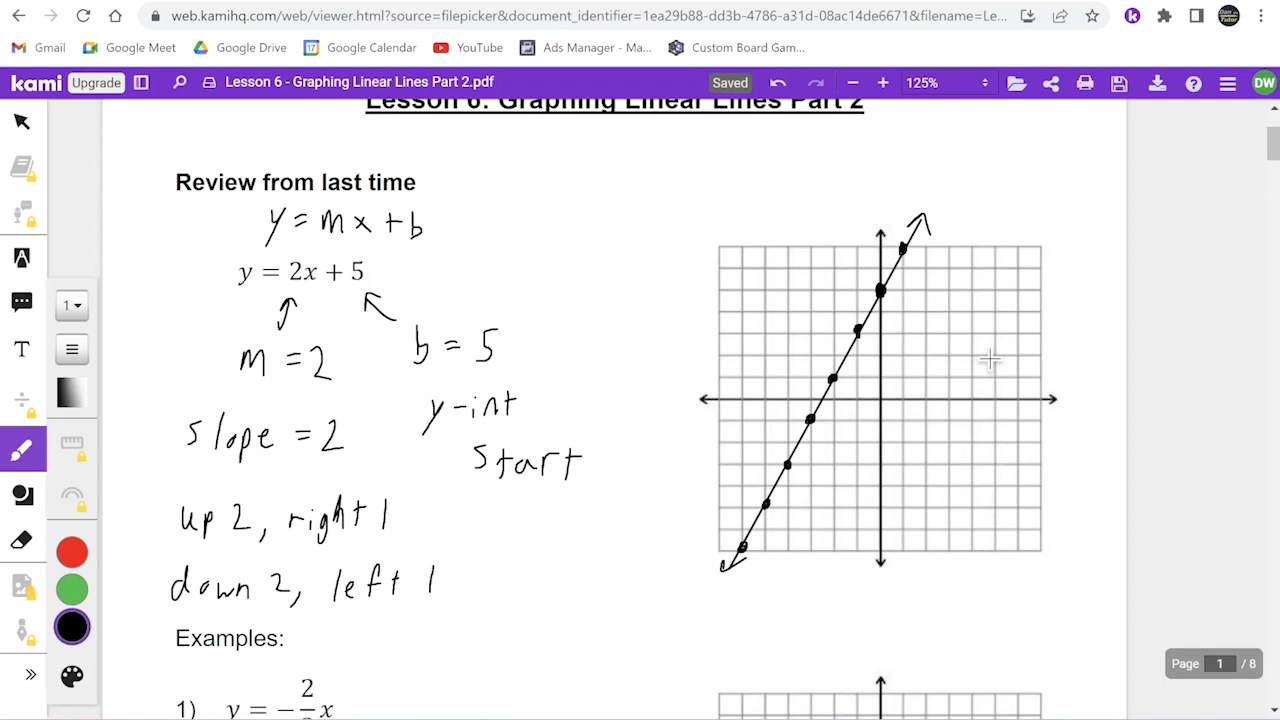 web.kamihq.com/web/viewer.html?source=filepicker&document_identifier=1ea29b88-dd3b-4786-a31d-08ac14de6671&filename=Le...
Gmail Google Meet Google Drive 17 Google Calendar YouTube Ads Manager - Ma... Custom Board Gam...
kami Upgrade Lesson 6 - Graphing Linear Lines Part 2.pdf Saved 125% DW
Lesson 6: Graphing Linear Lines Part 2
Review from last time
y = mx + b
y = 2x + 5
m = 2
b = 5
y-int
slope = 2
start
up 2, right 1
down 2, left 1
Examples:
1) y = -2/ x
A
T
1
Page 1 / 8